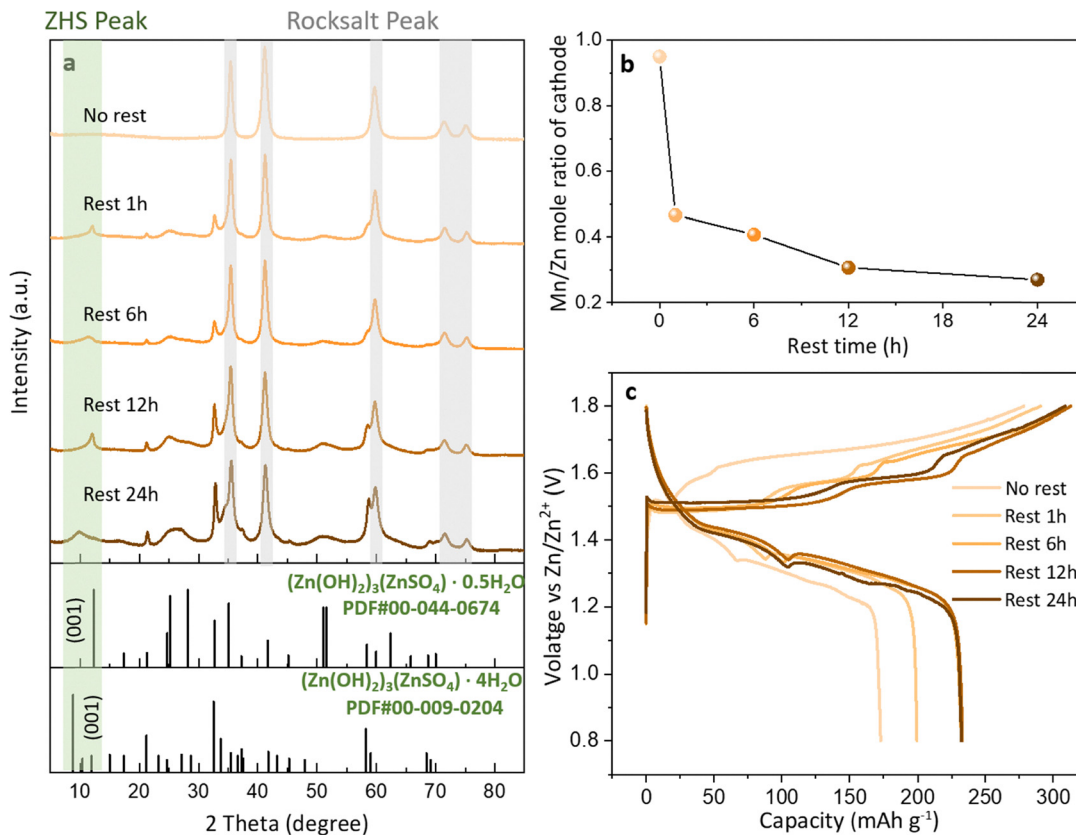 ZHS Peak
Rocksalt Peak
a
No rest
Rest 1h
Rest 6h
Rest 12h
Rest 24h
Intensity (a.u.)
(001)
(Zn(OH)₂)₃(ZnSO₄) · 0.5H₂O
PDF#00-044-0674
(001)
(Zn(OH)₂)₃(ZnSO₄) · 4H₂O
PDF#00-009-0204
10 20 30 40 50 60 70 80
2 Theta (degree)
b
Mn/Zn mole ratio of cathode
1.0
0.8
0.6
0.4
0.2
0 6 12 18 24
Rest time (h)
c
Volatge vs Zn/Zn²⁺ (V)
1.8
1.6
1.4
1.2
1.0
0.8
No rest
Rest 1h
Rest 6h
Rest 12h
Rest 24h
0 50 100 150 200 250 300
Capacity (mAh g⁻¹)